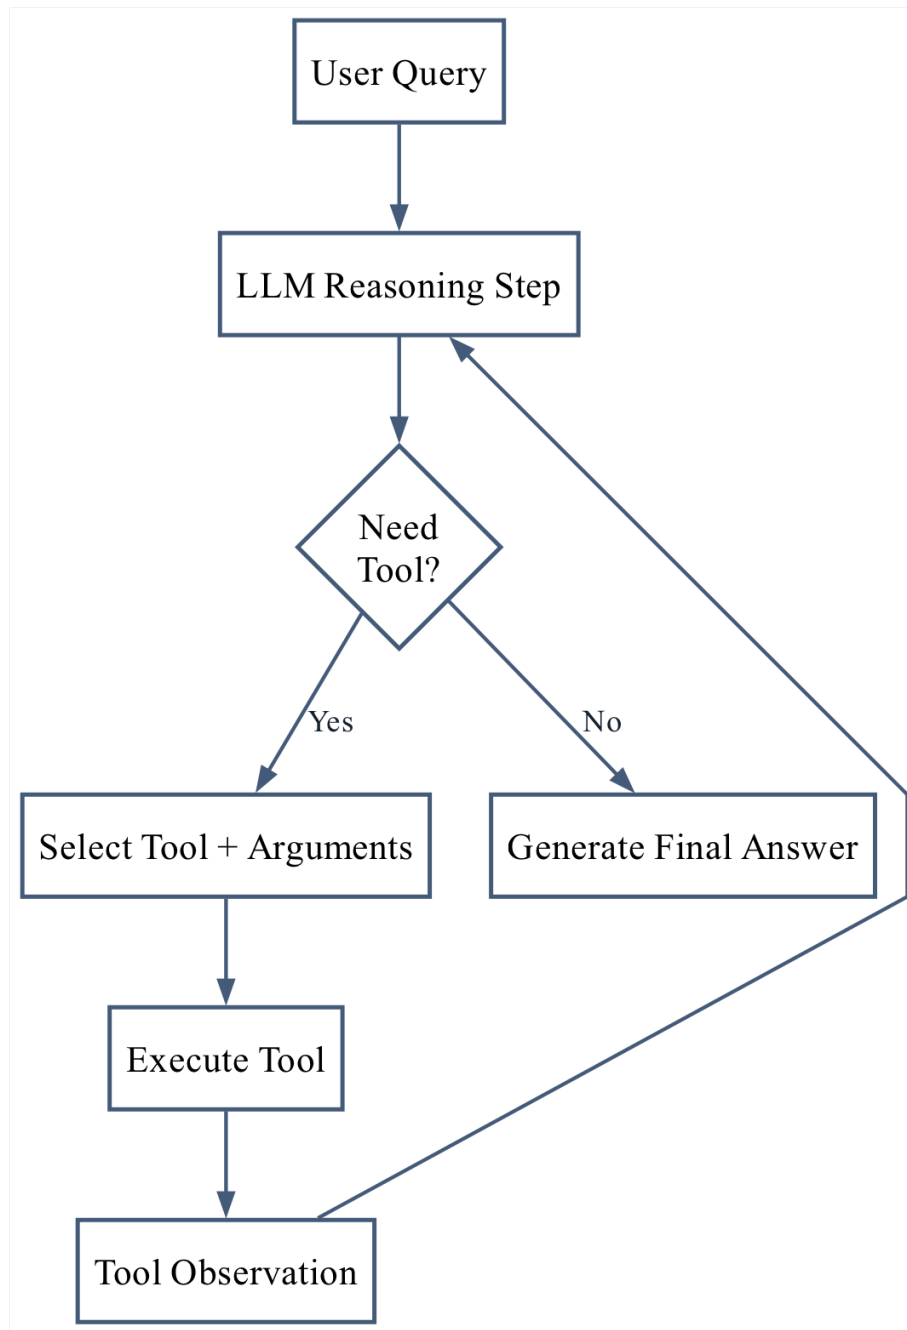 User Query
LLM Reasoning Step
Need
Tool?
Yes
No
Select Tool + Arguments
Generate Final Answer
Execute Tool
Tool Observation